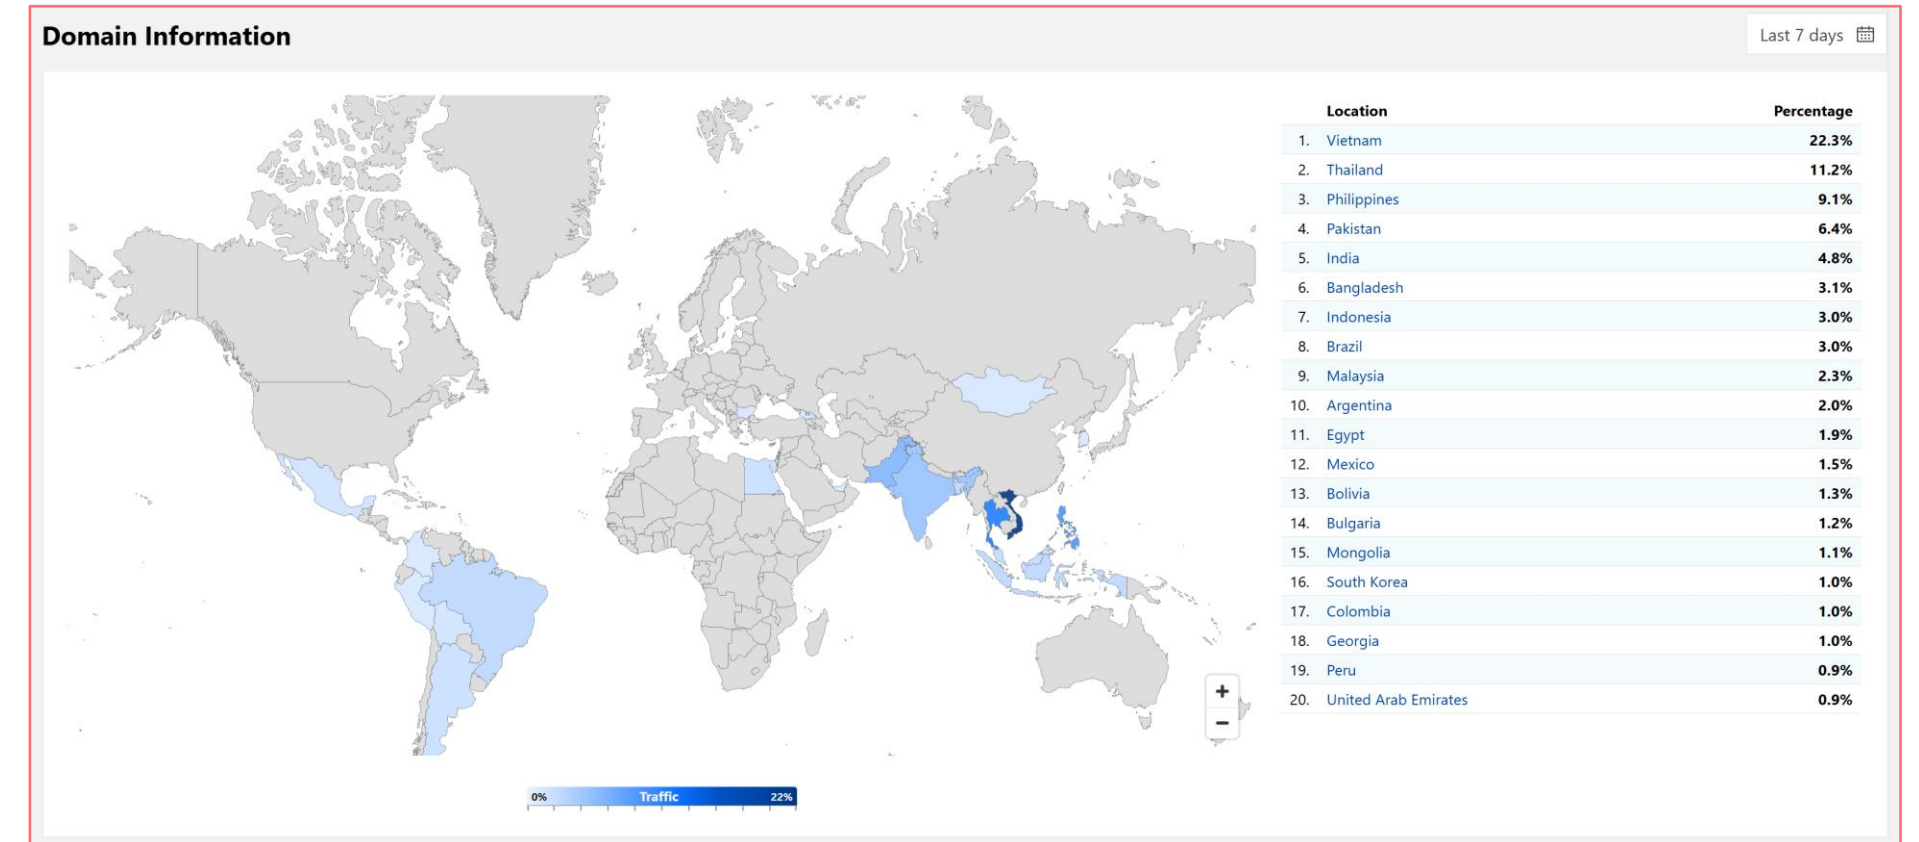 Domain Information
Last 7 days
Location Percentage
1. Vietnam 22.3%
2. Thailand 11.2%
3. Philippines 9.1%
4. Pakistan 6.4%
5. India 4.8%
6. Bangladesh 3.1%
7. Indonesia 3.0%
8. Brazil 3.0%
9. Malaysia 2.3%
10. Argentina 2.0%
11. Egypt 1.9%
12. Mexico 1.5%
13. Bolivia 1.3%
14. Bulgaria 1.2%
15. Mongolia 1.1%
16. South Korea 1.0%
17. Colombia 1.0%
18. Georgia 1.0%
19. Peru 0.9%
20. United Arab Emirates 0.9%
+
−
0% Traffic 22%